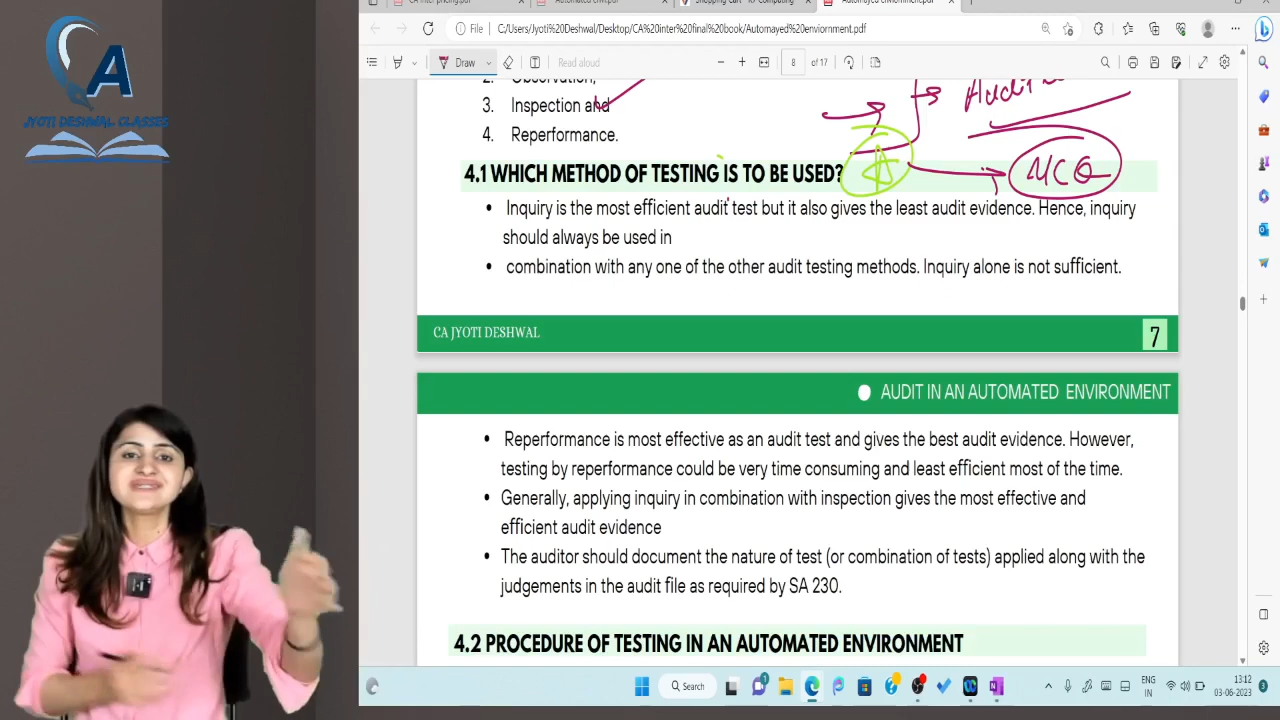 CA
JYOTI DESHWAL CLASSES
Shopping Cart
File
C:/Users/Jyoti%20Deshwal/Desktop/CA%20inter%20final%20book/Automayed%20enviornment.pdf
Draw
Read aloud
8 of 17
2. Observation,
3. Inspection and
Audit
4. Reperformance.
4.1 WHICH METHOD OF TESTING IS TO BE USED?
MCQ
• Inquiry is the most efficient audit test but it also gives the least audit evidence. Hence, inquiry
should always be used in
• combination with any one of the other audit testing methods. Inquiry alone is not sufficient.
CA JYOTI DESHWAL
7
AUDIT IN AN AUTOMATED ENVIRONMENT
• Reperformance is most effective as an audit test and gives the best audit evidence. However,
testing by reperformance could be very time consuming and least efficient most of the time.
• Generally, applying inquiry in combination with inspection gives the most effective and
efficient audit evidence
• The auditor should document the nature of test (or combination of tests) applied along with the
judgements in the audit file as required by SA 230.
4.2 PROCEDURE OF TESTING IN AN AUTOMATED ENVIRONMENT
Search
ENG
IN
13:12
03-06-2023